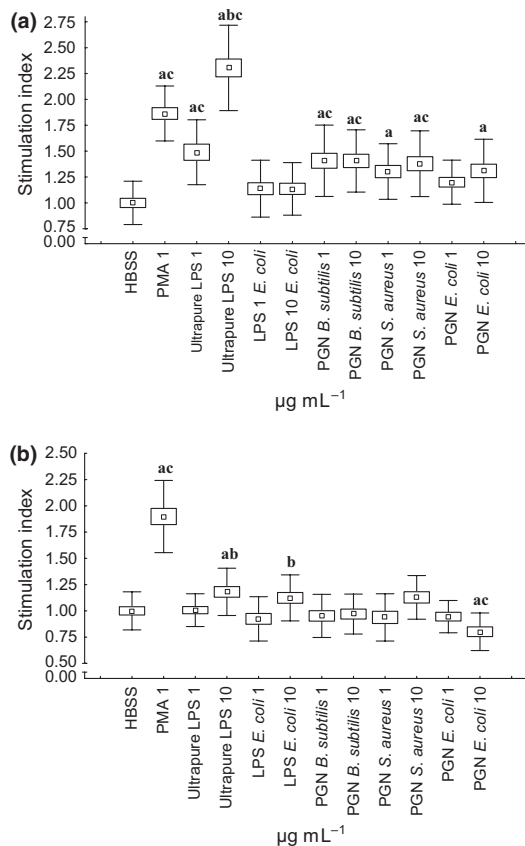 (a)
Stimulation index
2.75
2.50
2.25
2.00
1.75
1.50
1.25
1.00
0.75
0.00
ac
ac
abc
ac
ac
a
ac
a
HBSS
PMA 1
Ultrapure LPS 1
Ultrapure LPS 10
LPS 1 E. coli
LPS 10 E. coli
PGN B. subtilis 1
PGN B. subtilis 10
PGN S. aureus 1
PGN S. aureus 10
PGN E. coli 1
PGN E. coli 10
µg mL⁻¹
(b)
Stimulation index
2.50
2.25
2.00
1.75
1.50
1.25
1.00
0.75
0.50
0.00
ac
ab
b
ac
HBSS
PMA 1
Ultrapure LPS 1
Ultrapure LPS 10
LPS E. coli 1
LPS E. coli 10
PGN B. subtilis 1
PGN B. subtilis 10
PGN S. aureus 1
PGN S. aureus 10
PGN E. coli 1
PGN E. coli 10
µg mL⁻¹